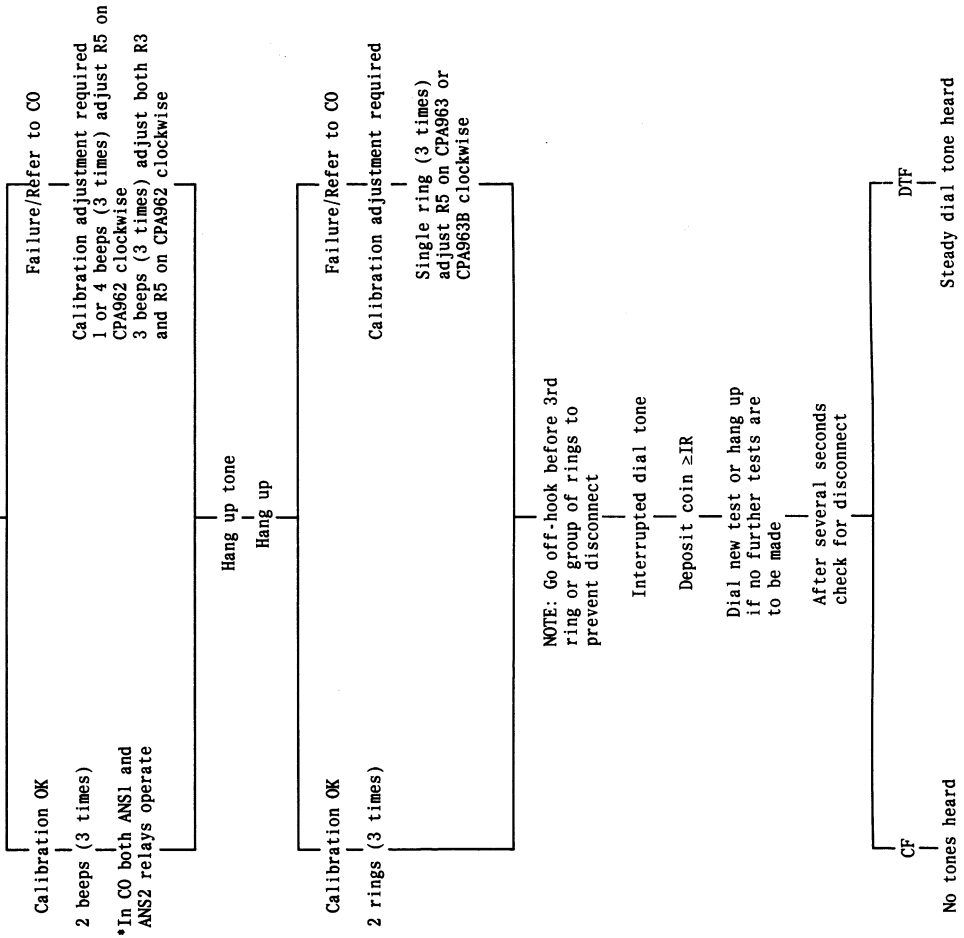 Calibration OK
2 beeps (3 times)
*In CO both ANS1 and
ANS2 relays operate
Failure/Refer to CO
Calibration adjustment required
1 or 4 beeps (3 times) adjust R5 on
CPA962 clockwise
3 beeps (3 times) adjust both R3
and R5 on CPA962 clockwise
Hang up tone
Hang up
Calibration OK
2 rings (3 times)
Failure/Refer to CO
Calibration adjustment required
Single ring (3 times)
adjust R5 on CPA963 or
CPA963B clockwise
NOTE: Go off-hook before 3rd
ring or group of rings to
prevent disconnect
Interrupted dial tone
Deposit coin ≥IR
Dial new test or hang up
if no further tests are
to be made
After several seconds
check for disconnect
CF
No tones heard
DTF
Steady dial tone heard